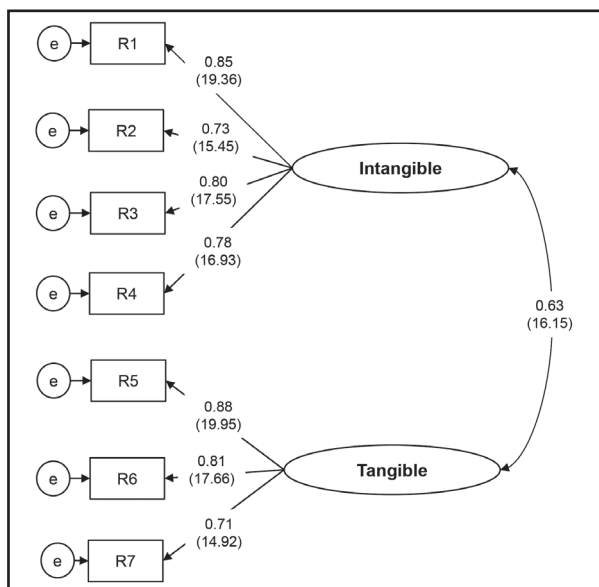 e
R1
0.85
(19.36)
e
R2
0.73
(15.45)
Intangible
e
R3
0.80
(17.55)
e
R4
0.78
(16.93)
0.63
(16.15)
e
R5
0.88
(19.95)
e
R6
0.81
(17.66)
Tangible
e
R7
0.71
(14.92)